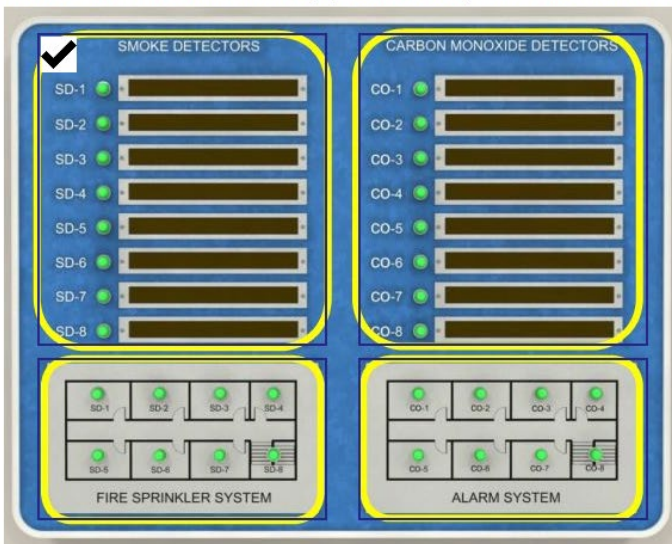 SMOKE DETECTORS
SD-1
SD-2
SD-3
SD-4
SD-5
SD-6
SD-7
SD-8
CARBON MONOXIDE DETECTORS
CO-1
CO-2
CO-3
CO-4
CO-5
CO-6
CO-7
CO-8
SD-1 SD-2 SD-3 SD-4
SD-5 SD-6 SD-7 SD-8
FIRE SPRINKLER SYSTEM
CO-1 CO-2 CO-3 CO-4
CO-5 CO-6 CO-7 CO-8
ALARM SYSTEM